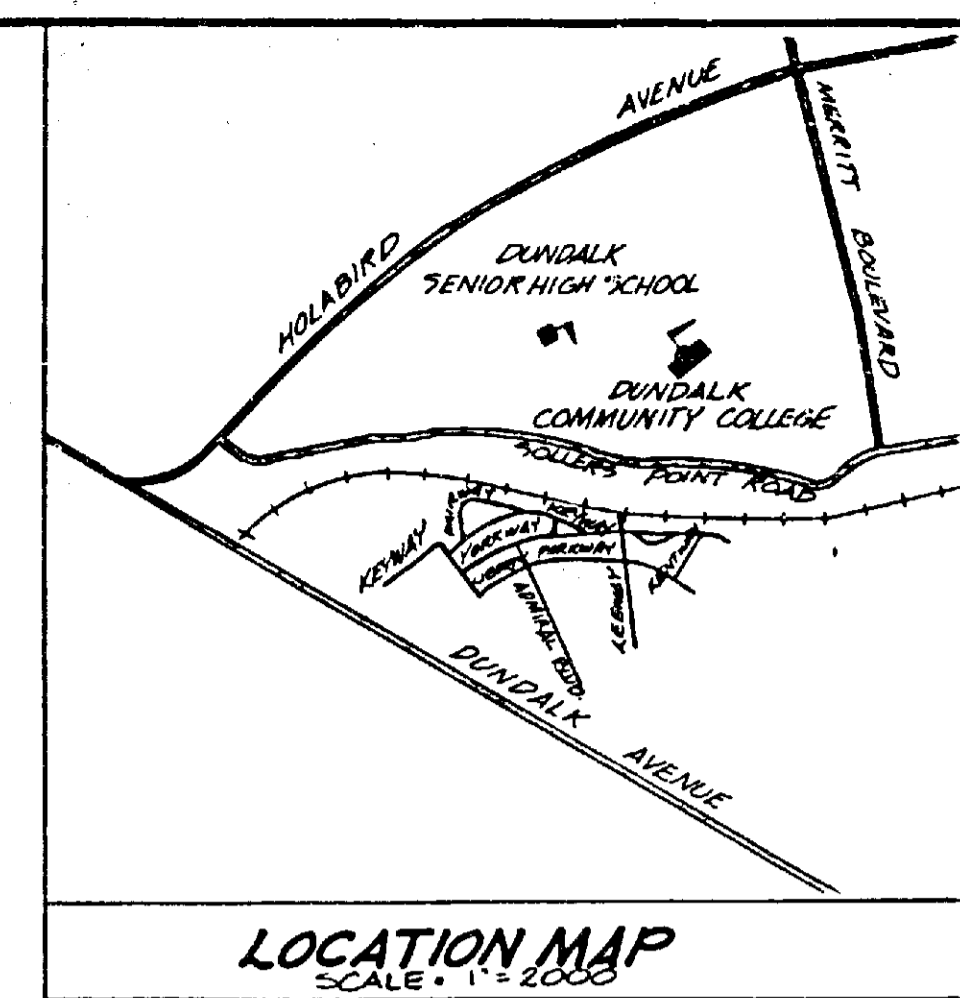 AVENUE
MERRITT
BOULEVARD
HOLABIRD
DUNDALK
SENIOR HIGH SCHOOL
DUNDALK
COMMUNITY COLLEGE
SOLLERS POINT ROAD
KEYWAY
YORKWAY
KEYWAY
PARKWAY
ADMIRAL BLVD.
LEEWAY
DUNDALK
AVENUE
LOCATION MAP
SCALE • 1" = 2000